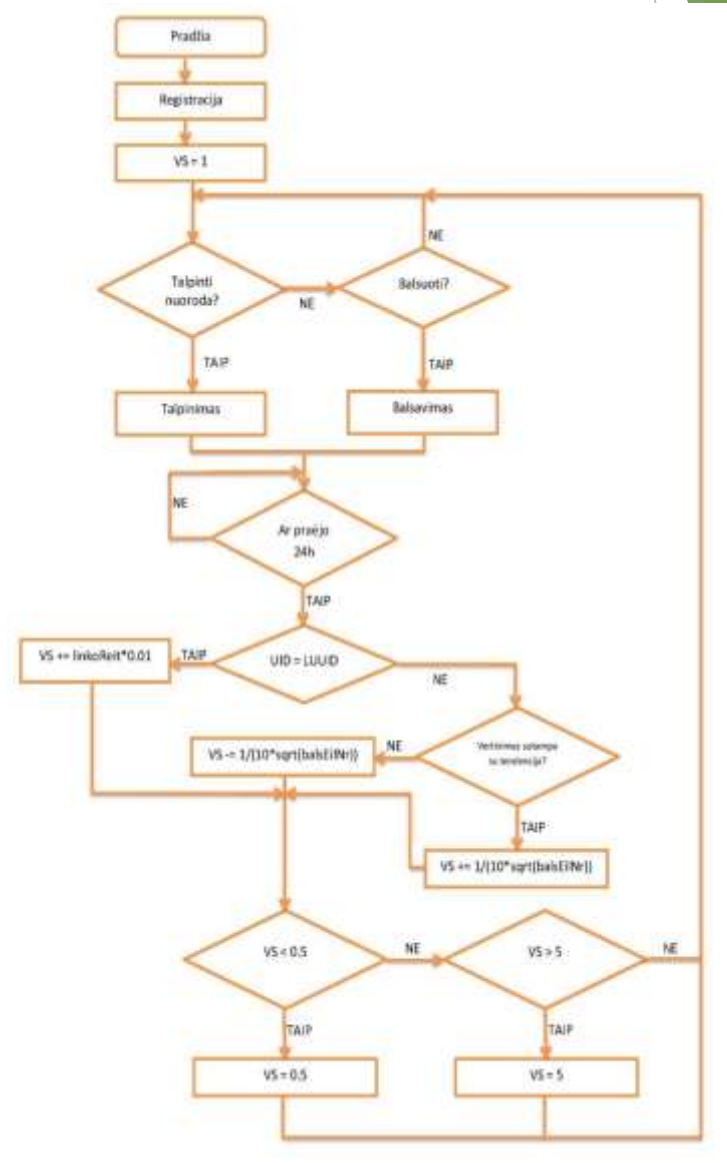 Pradžia
Registracija
VS = 1
NE
Talpinti
nuoroda?
NE
Balsuoti?
TAIP
TAIP
Talpinimas
Balsavimas
NE
Ar praėjo
24h
TAIP
VS += linkoReit*0.01
TAIP
UID = LUUID
NE
VS -= 1/(10*sqrt(balsEilNr))
NE
Vertinimas sutampa
su tendencija?
TAIP
VS += 1/(10*sqrt(balsEilNr))
VS < 0.5
NE
VS > 5
NE
TAIP
TAIP
VS = 0.5
VS = 5